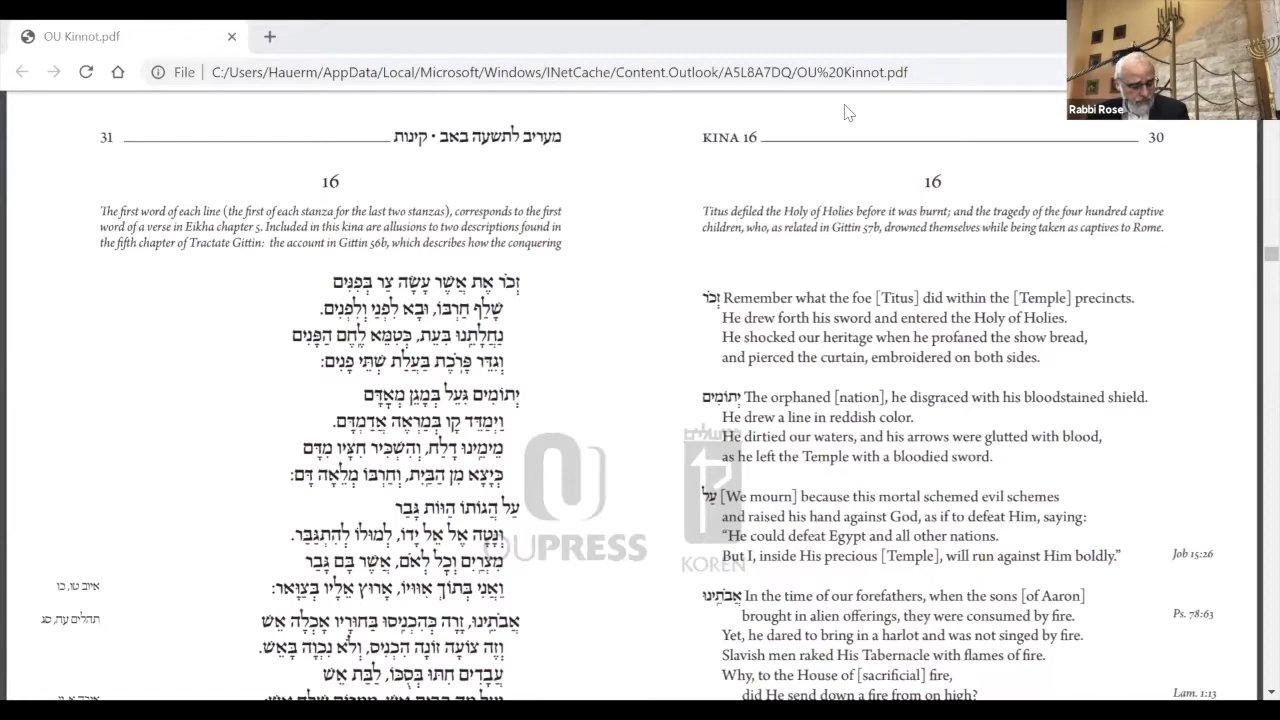 OU Kinnot.pdf
File
C:/Users/Hauerm/AppData/Local/Microsoft/Windows/INetCache/Content.Outlook/A5L8A7DQ/OU%20Kinnot.pdf
Rabbi Rose
31 מעריב לתשעה באב • קינות
16
The first word of each line (the first of each stanza for the last two stanzas), corresponds to the first
word of a verse in Eikha chapter 5. Included in this kina are allusions to two descriptions found in
the fifth chapter of Tractate Gittin: the account in Gittin 56b, which describes how the conquering
זְכֹר אֶת אֲשֶׁר עָשָׂה צַר בִּפְנִים
שָׁלַף חַרְבּוֹ, וּבָא לִפְנַי וְלִפְנִים.
נַחֲלָתֵנוּ בִּעֵת, כְּטִמֵּא לֶחֶם הַפָּנִים
וְגִדֵּר פָּרֹכֶת בַּעֲלַת שְׁתֵּי פָנִים:
יְתוֹמִים גִּעֵל בְּמָגֵן מְאָדָּם
וַיְמַדֵּד קָו בְּמַרְאֶה אֲדַמְדָּם.
מֵימֵינוּ דָלַח, וְהִשְׁכִּיר חִצָּיו מִדָּם
כְּיָצָא מִן הַבַּיִת, וְחַרְבּוֹ מְלֵאָה דָּם:
עַל הֲגוֹתוֹ הַוּוֹת גָּבַר
וְנָטָה אֶל אֵל יָדוֹ, לְמוּלוֹ לְהִתְגַּבַּר.
מִצְרַיִם וְכָל לְאֹם, אֲשֶׁר בָּם גָּבַר
וַאֲנִי בְּתוֹךְ אִוּוּיוֹ, אָרוּץ אֵלָיו בְּצַוָּאר:
איוב טו, כו
אֲבֹתֵינוּ, זָרָה כְּהִכְנִיסוּ בַּחוּרָיו אָכְלָה אֵשׁ
תהלים עח, סג
וְזֶה צוֹעָה זוֹנָה הִכְנִיס, וְלֹא נִכְוָה בָּאֵשׁ.
עֲבָדִים חִתּוּ בְּסֻכּוֹ, לַבַּת אֵשׁ
KINA 16 30
16
Titus defiled the Holy of Holies before it was burnt; and the tragedy of the four hundred captive
children, who, as related in Gittin 57b, drowned themselves while being taken as captives to Rome.
זְכֹר Remember what the foe [Titus] did within the [Temple] precincts.
He drew forth his sword and entered the Holy of Holies.
He shocked our heritage when he profaned the show bread,
and pierced the curtain, embroidered on both sides.
יְתוֹמִים The orphaned [nation], he disgraced with his bloodstained shield.
He drew a line in reddish color.
He dirtied our waters, and his arrows were glutted with blood,
as he left the Temple with a bloodied sword.
עַל [We mourn] because this mortal schemed evil schemes
and raised his hand against God, as if to defeat Him, saying:
“He could defeat Egypt and all other nations.
But I, inside His precious [Temple], will run against Him boldly.”
Job 15:26
אֲבֹתֵינוּ In the time of our forefathers, when the sons [of Aaron]
brought in alien offerings, they were consumed by fire.
Ps. 78:63
Yet, he dared to bring in a harlot and was not singed by fire.
Slavish men raked His Tabernacle with flames of fire.
Why, to the House of [sacrificial] fire,
did He send down a fire from on high?
Lam. 1:13
OUPRESS
KOREN